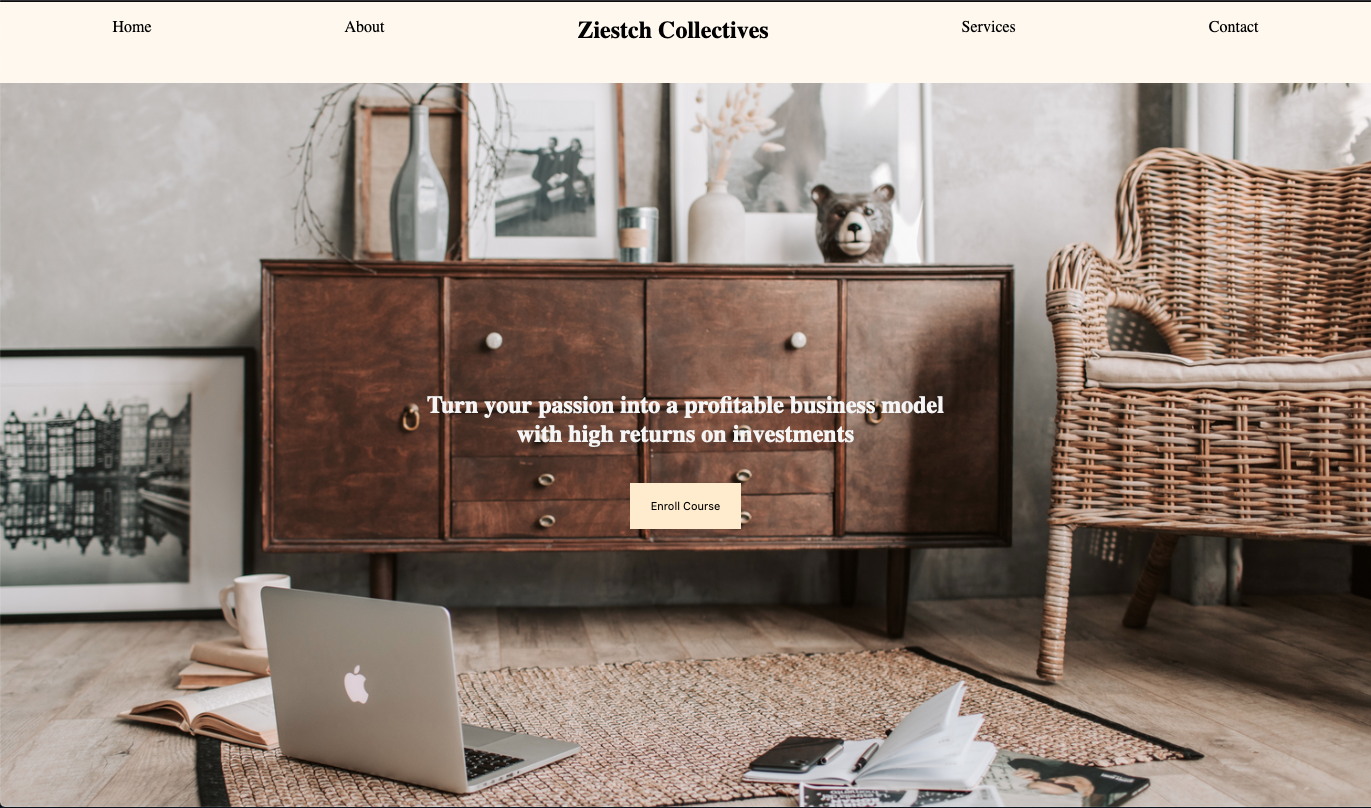 Home
About
Ziestch Collectives
Services
Contact
Turn your passion into a profitable business model
with high returns on investments
Enroll Course